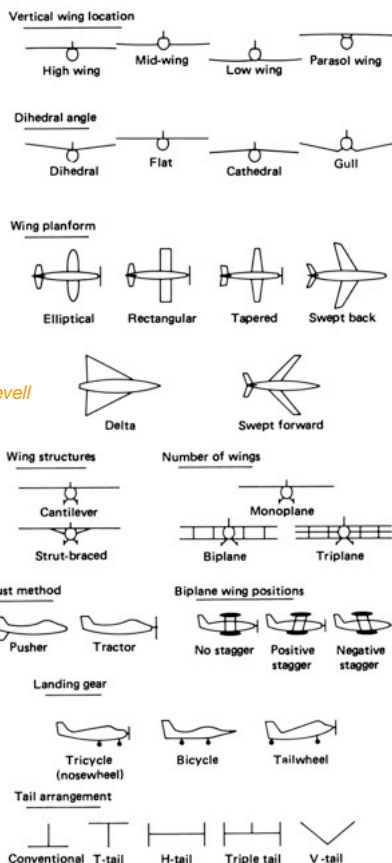 Vertical wing location
High wing
Mid-wing
Low wing
Parasol wing
Dihedral angle
Dihedral
Flat
Cathedral
Gull
Wing planform
Elliptical
Rectangular
Tapered
Swept back
evell
Delta
Swept forward
Wing structures
Cantilever
Strut-braced
Number of wings
Monoplane
Biplane
Triplane
ust method
Pusher
Tractor
Biplane wing positions
No stagger
Positive
stagger
Negative
stagger
Landing gear
Tricycle
(nosewheel)
Bicycle
Tailwheel
Tail arrangement
Conventional
T-tail
H-tail
Triple tail
V-tail